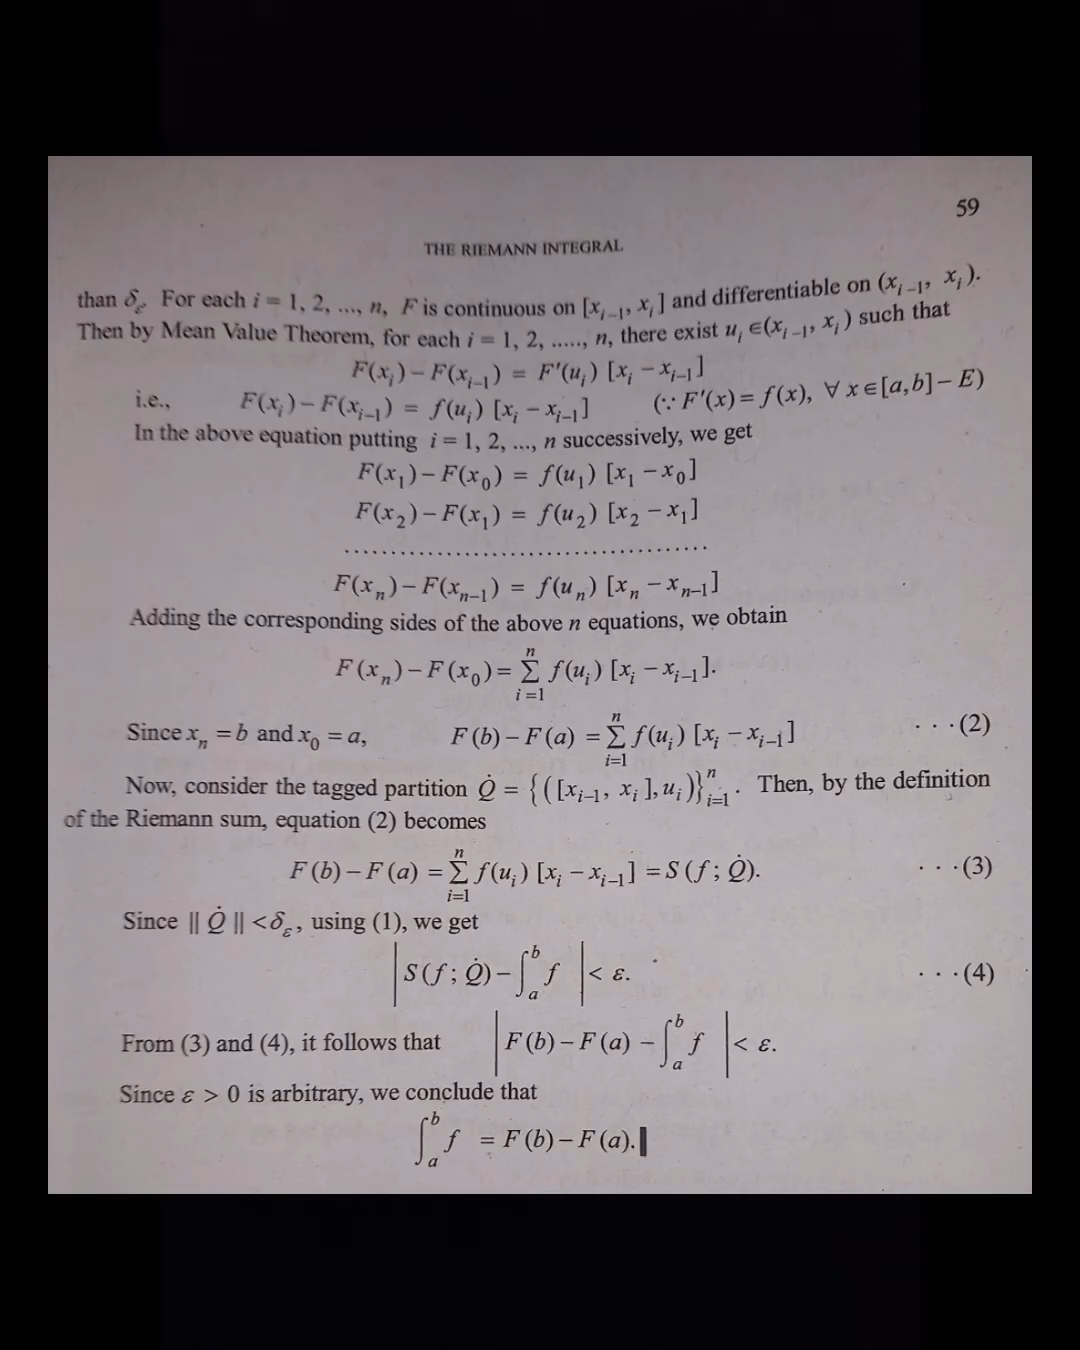 59
THE RIEMANN INTEGRAL
than δ_ε. For each i = 1, 2, ..., n, F is continuous on [x_{i-1}, x_i] and differentiable on (x_{i-1}, x_i).
Then by Mean Value Theorem, for each i = 1, 2, ....., n, there exist u_i ∈(x_{i-1}, x_i) such that
F(x_i) − F(x_{i-1}) = F'(u_i) [x_i − x_{i-1}]
i.e., F(x_i) − F(x_{i-1}) = f(u_i) [x_i − x_{i-1}] (∵ F'(x) = f(x), ∀ x ∈ [a,b] − E)
In the above equation putting i = 1, 2, ..., n successively, we get
F(x_1) − F(x_0) = f(u_1) [x_1 − x_0]
F(x_2) − F(x_1) = f(u_2) [x_2 − x_1]
......................................
F(x_n) − F(x_{n-1}) = f(u_n) [x_n − x_{n-1}]
Adding the corresponding sides of the above n equations, we obtain
F(x_n) − F(x_0) = ∑_{i=1}^{n} f(u_i) [x_i − x_{i-1}].
Since x_n = b and x_0 = a, F(b) − F(a) = ∑_{i=1}^{n} f(u_i) [x_i − x_{i-1}] · · · (2)
Now, consider the tagged partition Q̇ = {([x_{i-1}, x_i], u_i)}_{i=1}^{n}. Then, by the definition
of the Riemann sum, equation (2) becomes
F(b) − F(a) = ∑_{i=1}^{n} f(u_i) [x_i − x_{i-1}] = S(f; Q̇). · · · (3)
Since || Q̇ || < δ_ε, using (1), we get
| S(f; Q̇) − ∫_a^b f | < ε. · · · (4)
From (3) and (4), it follows that | F(b) − F(a) − ∫_a^b f | < ε.
Since ε > 0 is arbitrary, we conclude that
∫_a^b f = F(b) − F(a). ▌